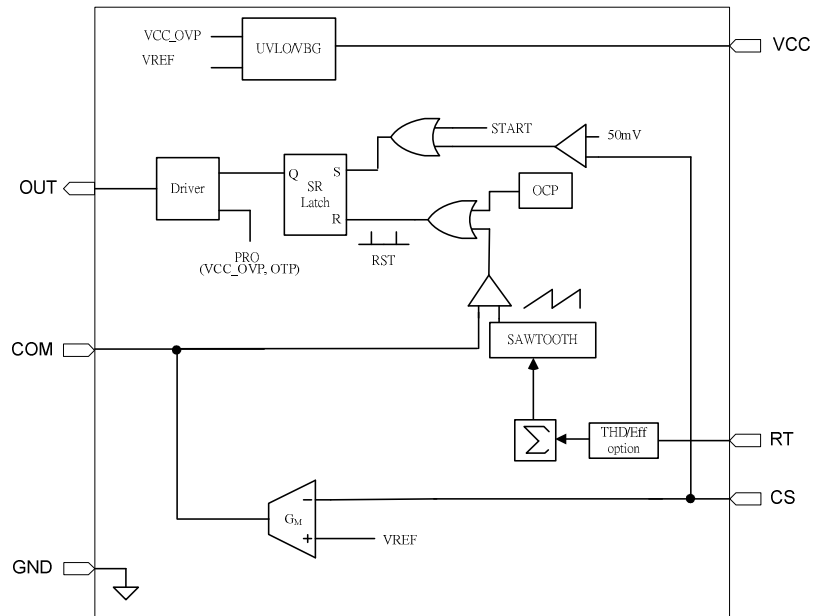 VCC_OVP
VREF
UVLO/VBG
VCC
START
50mV
OUT
Driver
Q
S
SR
Latch
R
OCP
PRO
(VCC_OVP, OTP)
RST
COM
SAWTOOTH
Σ
THD/Eff
option
RT
CS
GM
−
+
VREF
GND